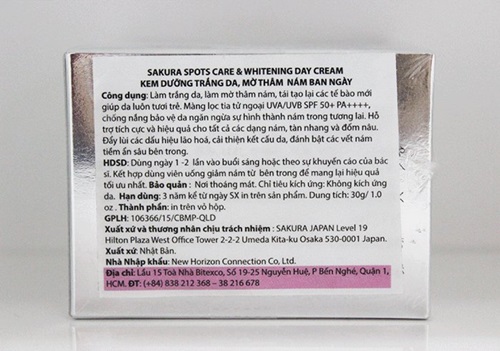 SAKURA SPOTS CARE & WHITENING DAY CREAM
KEM DƯỠNG TRẮNG DA, MỜ THÂM NÁM BAN NGÀY
Công dụng: Làm trắng da, làm mờ thâm nám, tái tạo lại các tế bào mới
giúp da luôn tươi trẻ. Màng lọc tia tử ngoại UVA/UVB SPF 50+ PA++++,
chống nắng bảo vệ da ngăn ngừa sự hình thành nám trong tương lai. Hỗ
trợ tích cực và hiệu quả cho tất cả các dạng nám, tàn nhang và đốm nâu.
Đẩy lùi các dấu hiệu lão hoá, cải thiện kết cấu da, đánh bật các vết nám
tiềm ẩn sâu bên trong.
HDSD: Dùng ngày 1 -2 lần vào buổi sáng hoặc theo sự khuyến cáo của bác
sĩ. Kết hợp dùng viên uống giảm nám từ bên trong để mang lại hiệu quả
tối ưu nhất. Bảo quản : Nơi thoáng mát. Chỉ tiêu kích ứng: Không kích ứng
da. Hạn dùng: 3 năm kể từ ngày SX in trên sản phẩm. Dung tích: 30g/ 1.0
oz . Thành phần: in trên vỏ hộp.
GPLH: 106366/15/CBMP-QLD
Xuất xứ và thương nhân chịu trách nhiệm : SAKURA JAPAN Level 19
Hilton Plaza West Office Tower 2-2-2 Umeda Kita-ku Osaka 530-0001 Japan.
Xuất xứ: Nhật Bản.
Nhà Nhập khẩu: New Horizon Connection Co, Ltd.
Địa chỉ: Lầu 15 Toà Nhà Bitexco, Số 19-25 Nguyễn Huệ, P Bến Nghé, Quận 1,
HCM. ĐT: (+84) 838 212 368 – 38 216 678